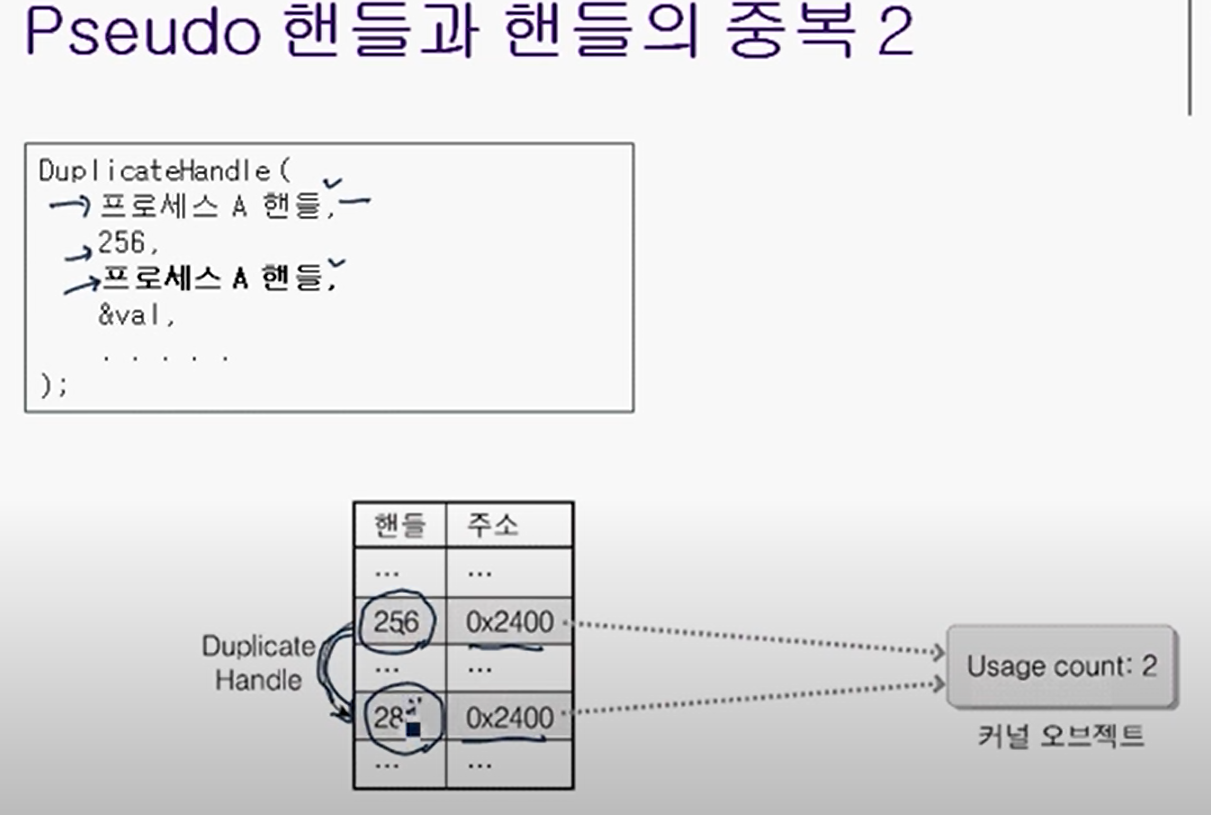 Pseudo 핸들과 핸들의 중복 2
DuplicateHandle(
프로세스 A 핸들,
256,
프로세스 A 핸들,
&val,
. . . . .
);
핸들 주소
... ...
256 0x2400
... ...
0x2400
... ...
Duplicate
Handle
Usage count: 2
커널 오브젝트